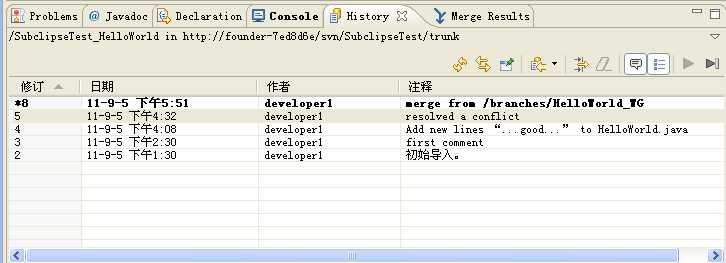 Problems @ Javadoc Declaration Console History Merge Results
/SubclipseTest_HelloWorld in http://founder-7ed8d6e/svn/SubclipseTest/trunk
修订 日期 作者 注释
*8 11-9-5 下午5:51 developer1 merge from /branches/HelloWorld_WG
5 11-9-5 下午4:32 developer1 resolved a conflict
4 11-9-5 下午4:08 developer1 Add new lines “...good...” to HelloWorld.java
3 11-9-5 下午2:30 developer1 first comment
2 11-9-5 下午1:30 developer1 初始导入。